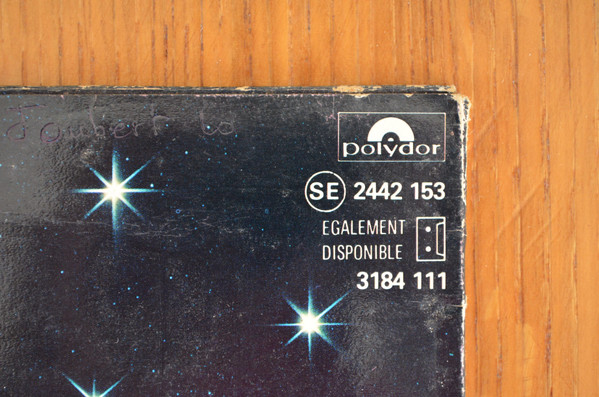 polydor
SE 2442 153
EGALEMENT
DISPONIBLE
3184 111